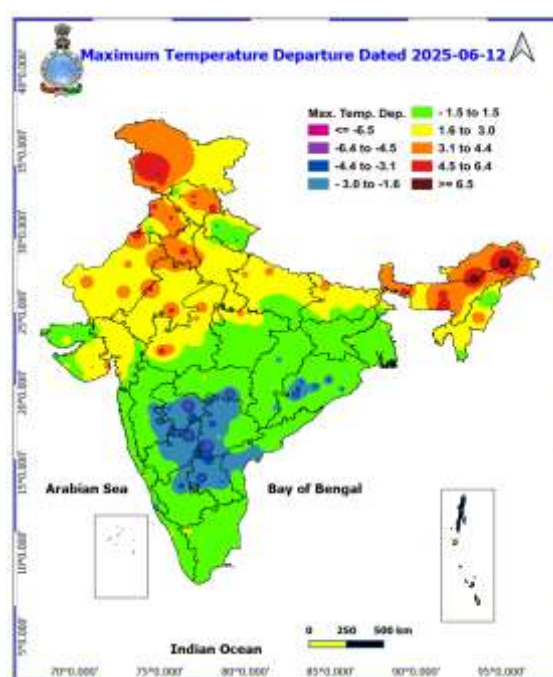 Maximum Temperature Departure Dated 2025-06-12
Max. Temp. Dep.
<= -6.5
-6.4 to -4.5
-4.4 to -3.1
- 3.0 to -1.6
- 1.5 to 1.5
1.6 to 3.0
3.1 to 4.4
4.5 to 6.4
>= 6.5
Arabian Sea
Bay of Bengal
0 250 500 km
Indian Ocean
70°0.000' 75°0.000' 80°0.000' 85°0.000' 90°0.000' 95°0.000'